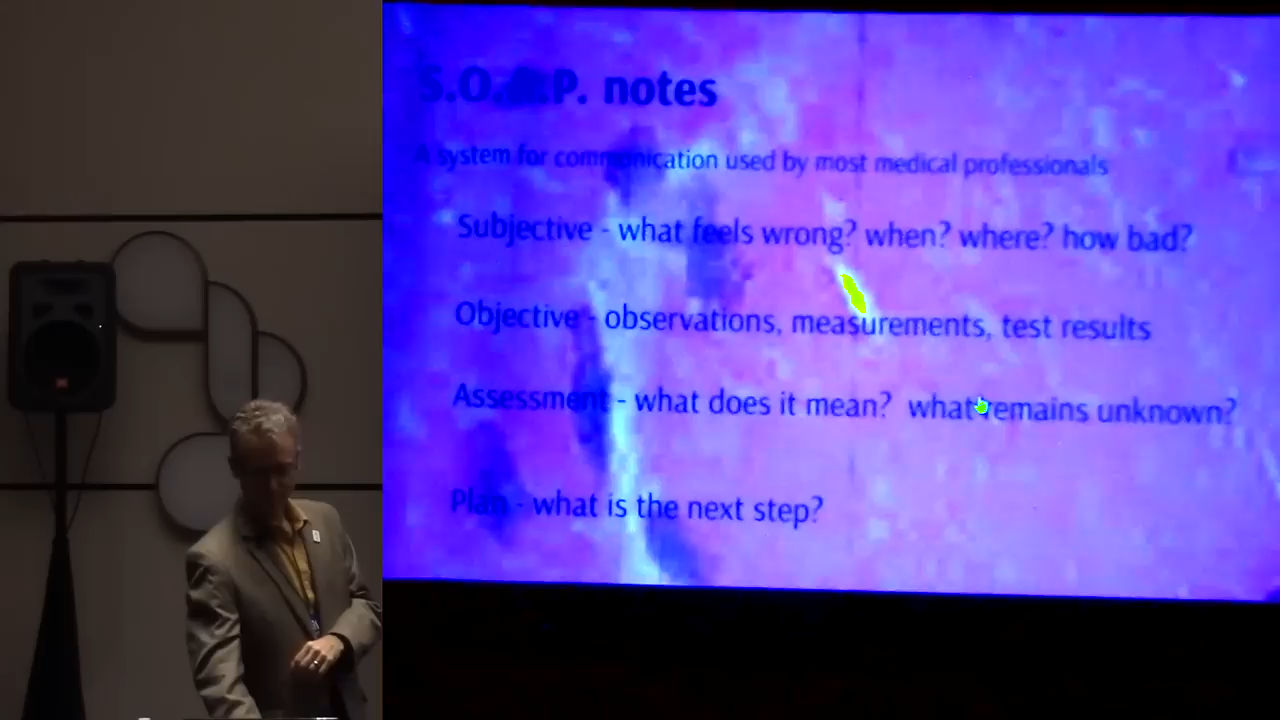 S.O.A.P. notes
A system for communication used by most medical professionals
Subjective - what feels wrong? when? where? how bad?
Objective - observations, measurements, test results
Assessment - what does it mean? what remains unknown?
Plan - what is the next step?